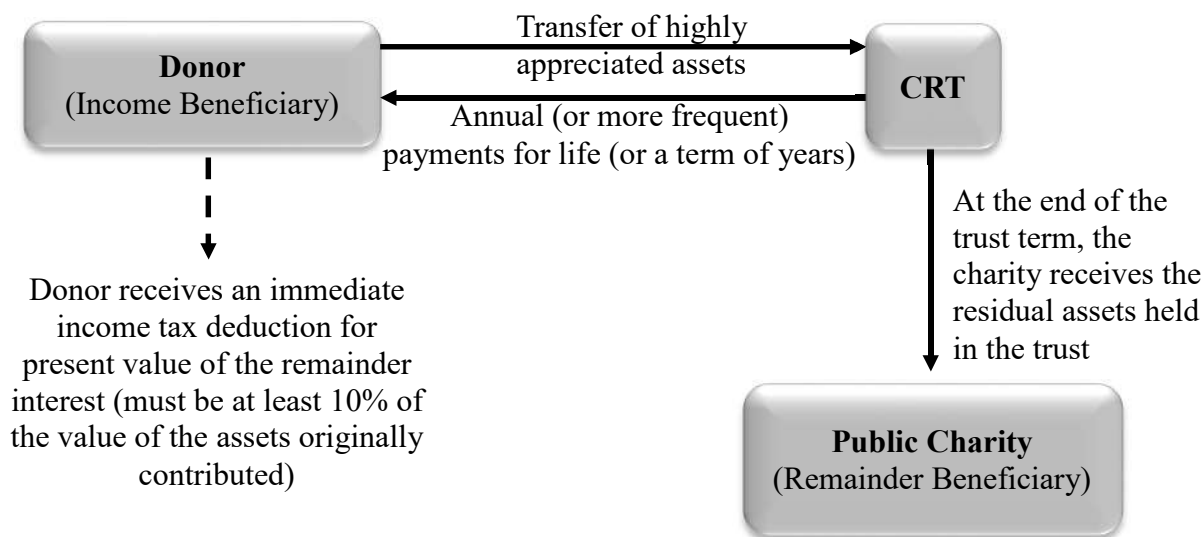 Donor
(Income Beneficiary)
Transfer of highly
appreciated assets
CRT
Annual (or more frequent)
payments for life (or a term of years)
Donor receives an immediate
income tax deduction for
present value of the remainder
interest (must be at least 10% of
the value of the assets originally
contributed)
At the end of the
trust term, the
charity receives the
residual assets held
in the trust
Public Charity
(Remainder Beneficiary)